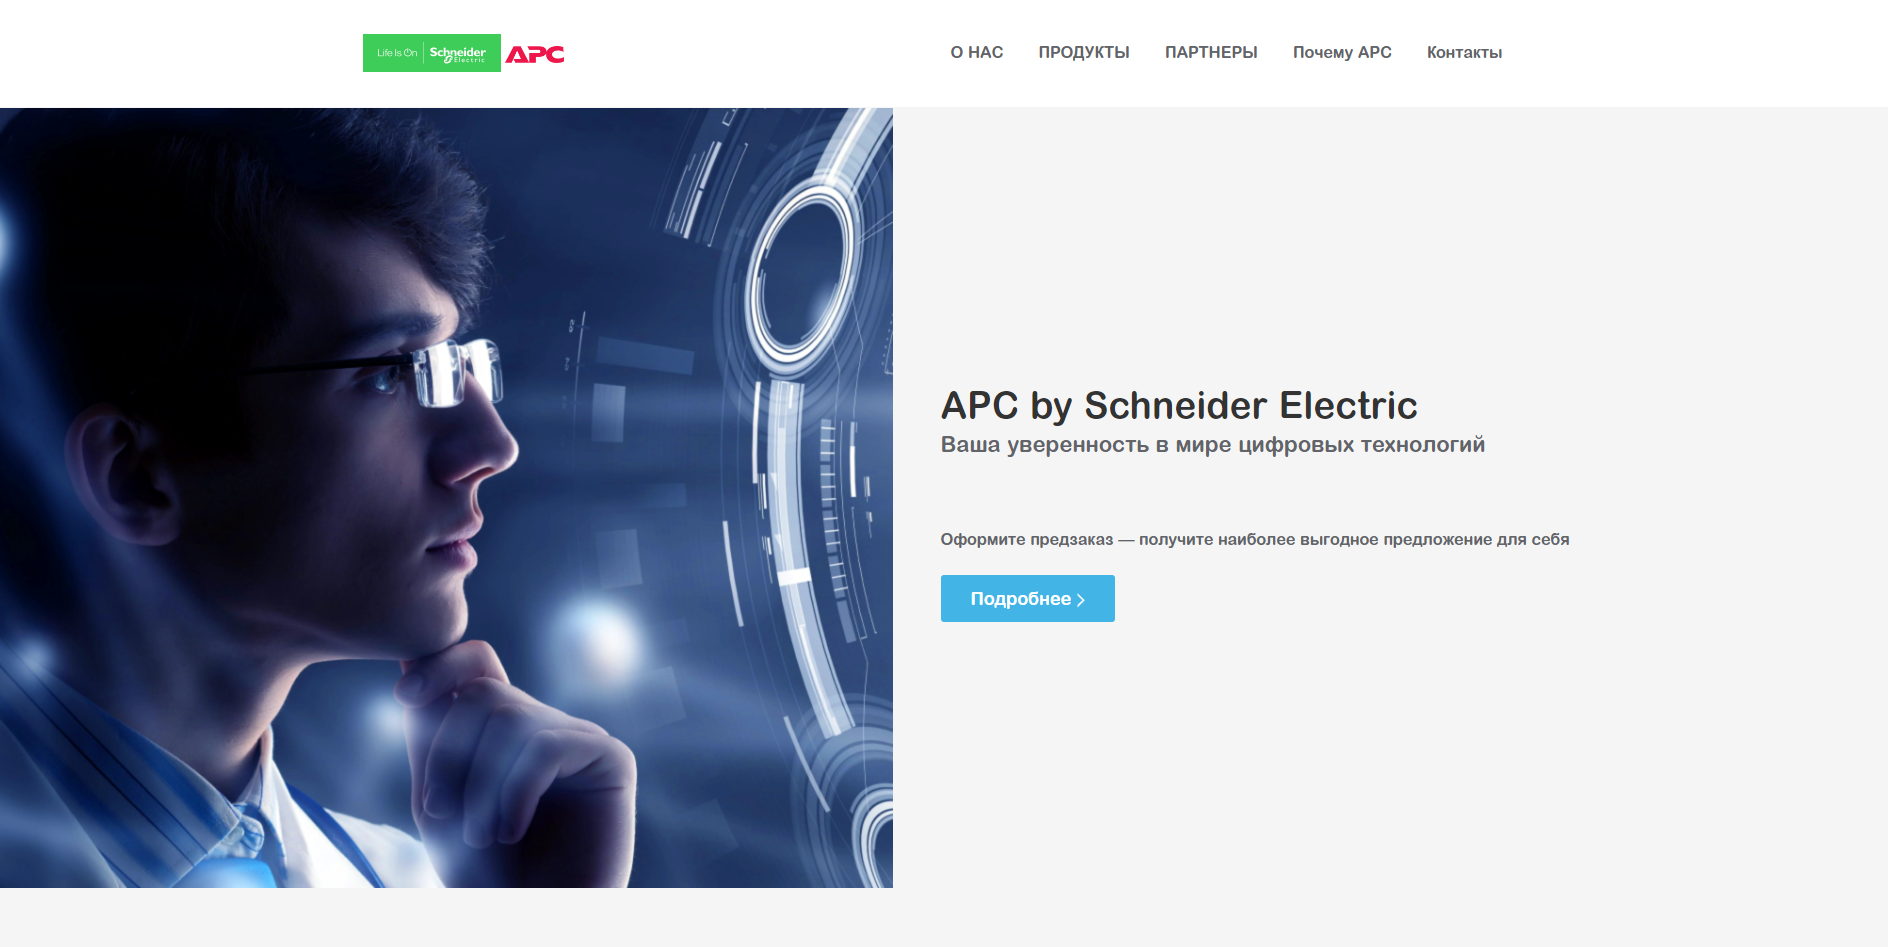 Life Is On | Schneider Electric APC
О НАС ПРОДУКТЫ ПАРТНЕРЫ Почему APC Контакты
APC by Schneider Electric
Ваша уверенность в мире цифровых технологий
Оформите предзаказ — получите наиболее выгодное предложение для себя
Подробнее >